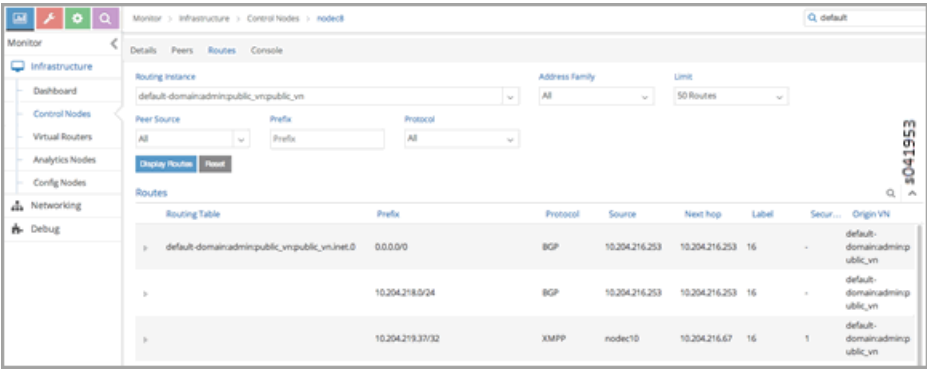 Monitor > Infrastructure > Control Nodes > nodec8
default
Monitor
Details Peers Routes Console
Infrastructure
Dashboard
Control Nodes
Virtual Routers
Analytics Nodes
Config Nodes
Networking
Debug
Routing Instance Address Family Limit
default-domain:admin:public_vn:public_vn All 50 Routes
Peer Source Prefix Protocol
All Prefix All
Display Routes Reset
s041953
Routes
Routing Table Prefix Protocol Source Next hop Label Secur... Origin VN
default-domain:admin:public_vn:public_vn.inet.0 0.0.0.0/0 BGP 10.204.216.253 10.204.216.253 16 - default-
domain:admin:p
ublic_vn
10.204.218.0/24 BGP 10.204.216.253 10.204.216.253 16 - default-
domain:admin:p
ublic_vn
10.204.219.37/32 XMPP nodec10 10.204.216.67 16 1 default-
domain:admin:p
ublic_vn